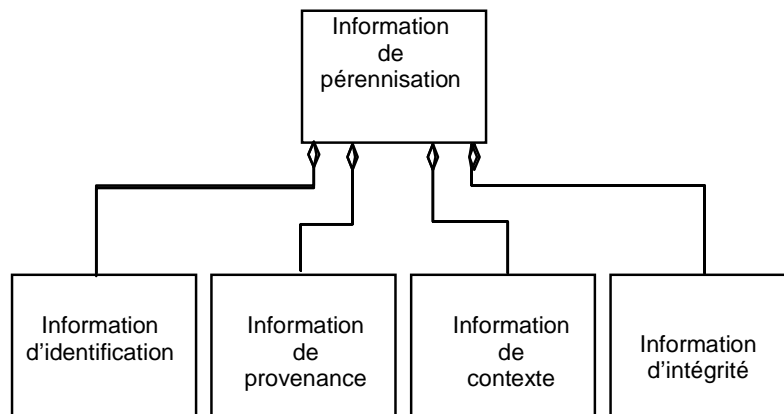 Information
de
pérennisation
Information
d’identification
Information
de
provenance
Information
de
contexte
Information
d’intégrité